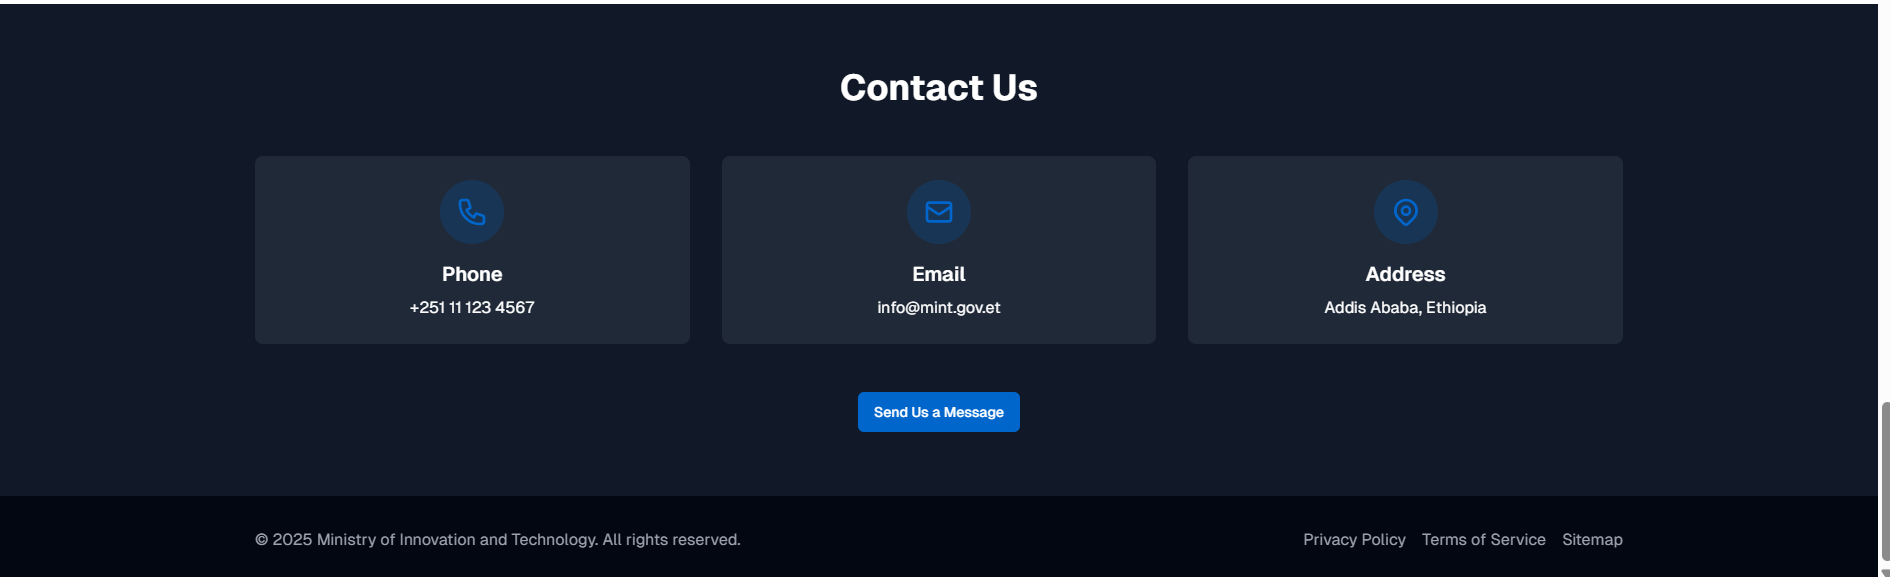 Contact Us
Phone
+251 11 123 4567
Email
info@mint.gov.et
Address
Addis Ababa, Ethiopia
Send Us a Message
© 2025 Ministry of Innovation and Technology. All rights reserved.
Privacy Policy Terms of Service Sitemap